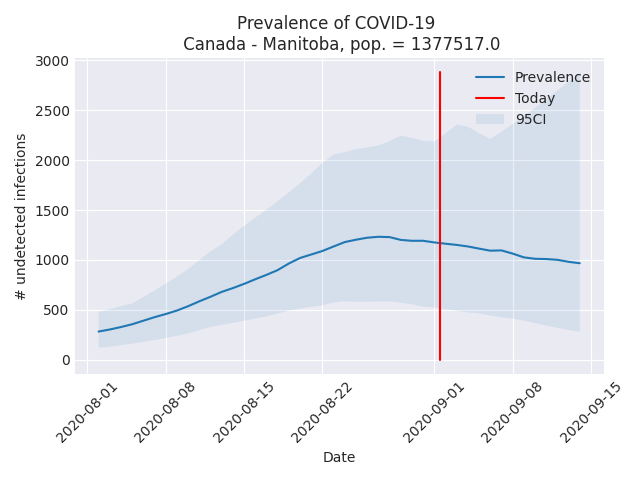 Prevalence of COVID-19
Canada - Manitoba, pop. = 1377517.0
3000
2500
2000
1500
1000
500
0
# undetected infections
Prevalence
Today
95CI
2020-08-01
2020-08-08
2020-08-15
2020-08-22
2020-09-01
2020-09-08
2020-09-15
Date